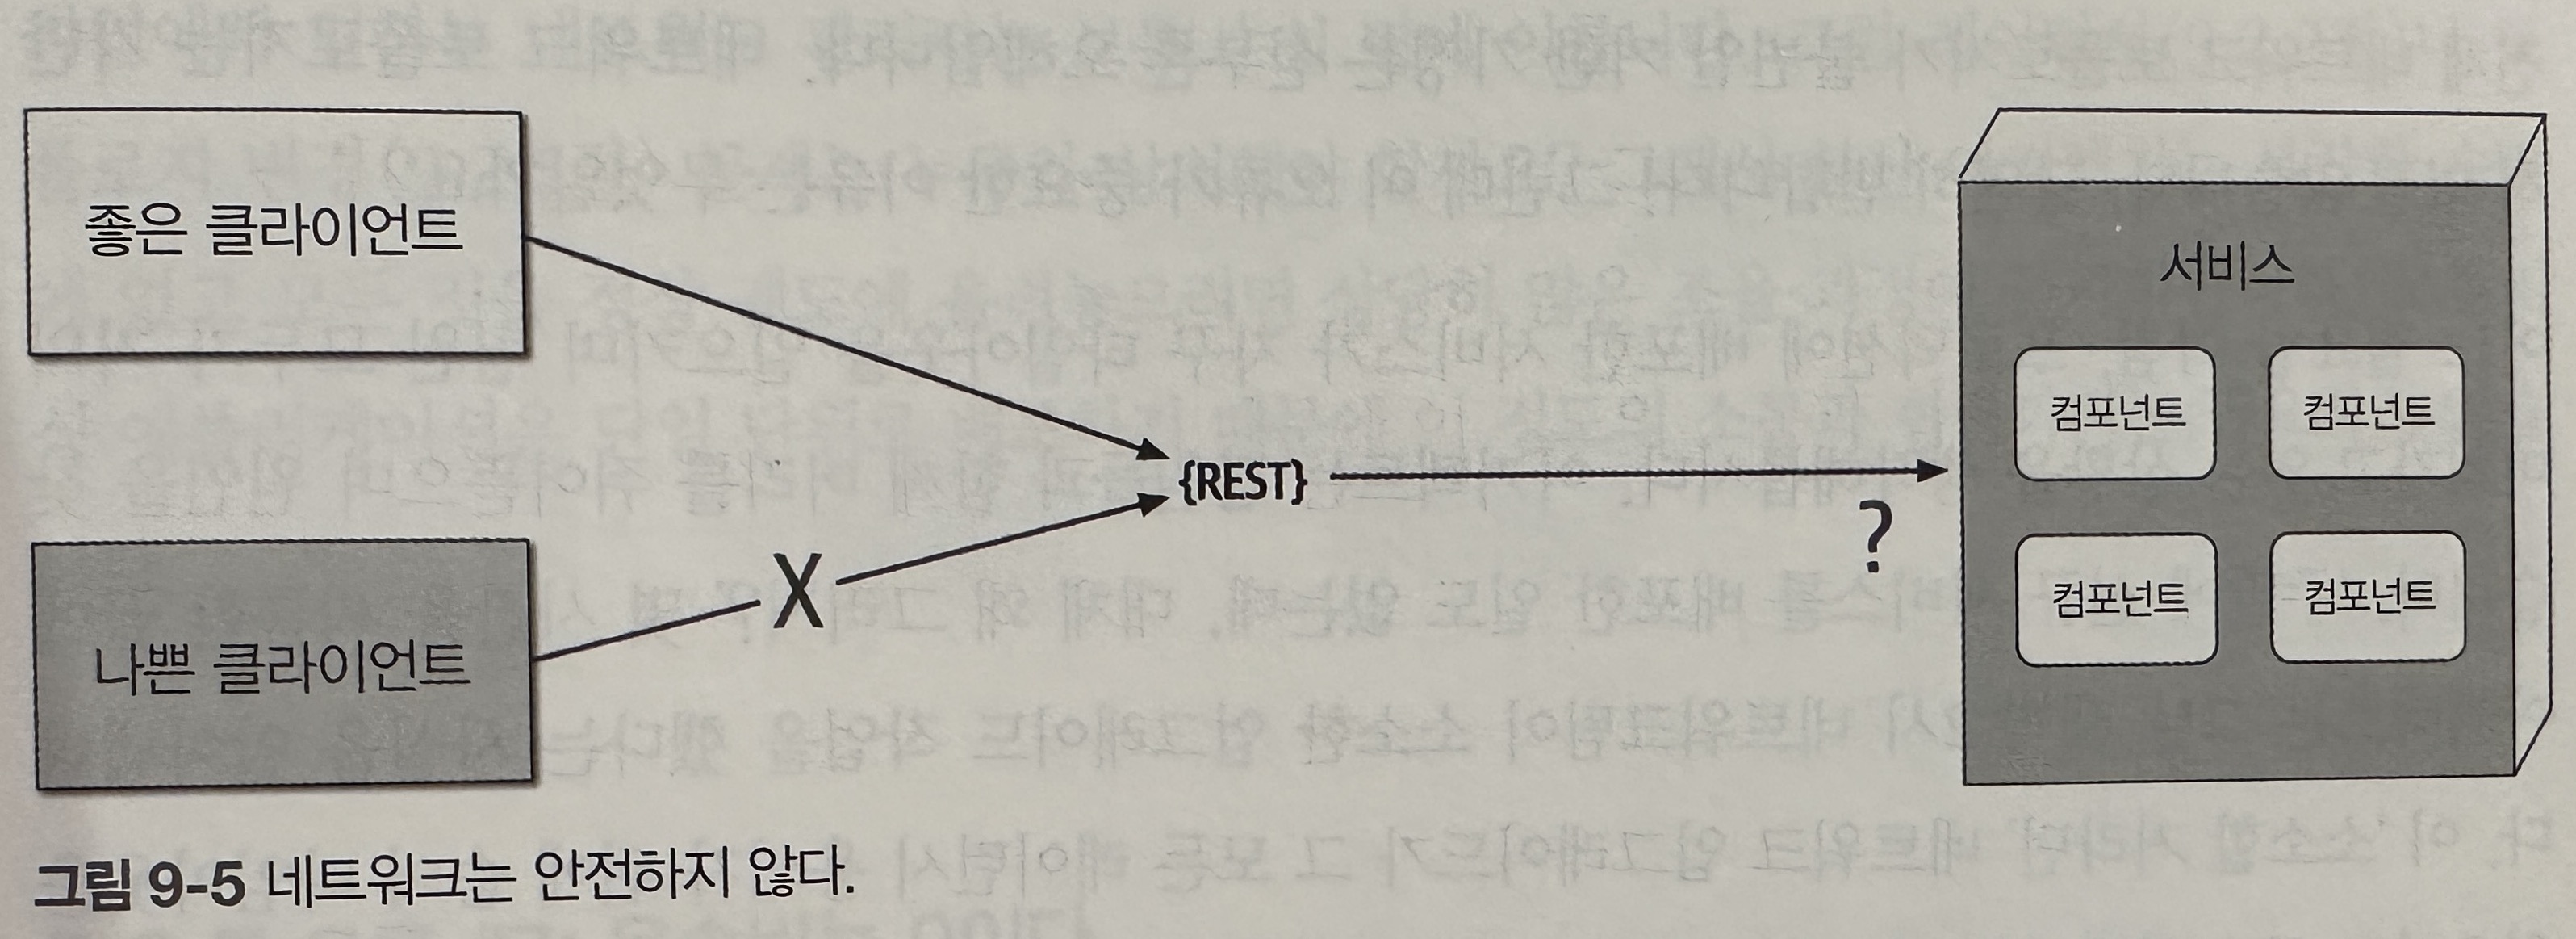 좋은 클라이언트
서비스
컴포넌트 컴포넌트
{REST}
?
X
컴포넌트 컴포넌트
나쁜 클라이언트
그림 9-5 네트워크는 안전하지 않다.